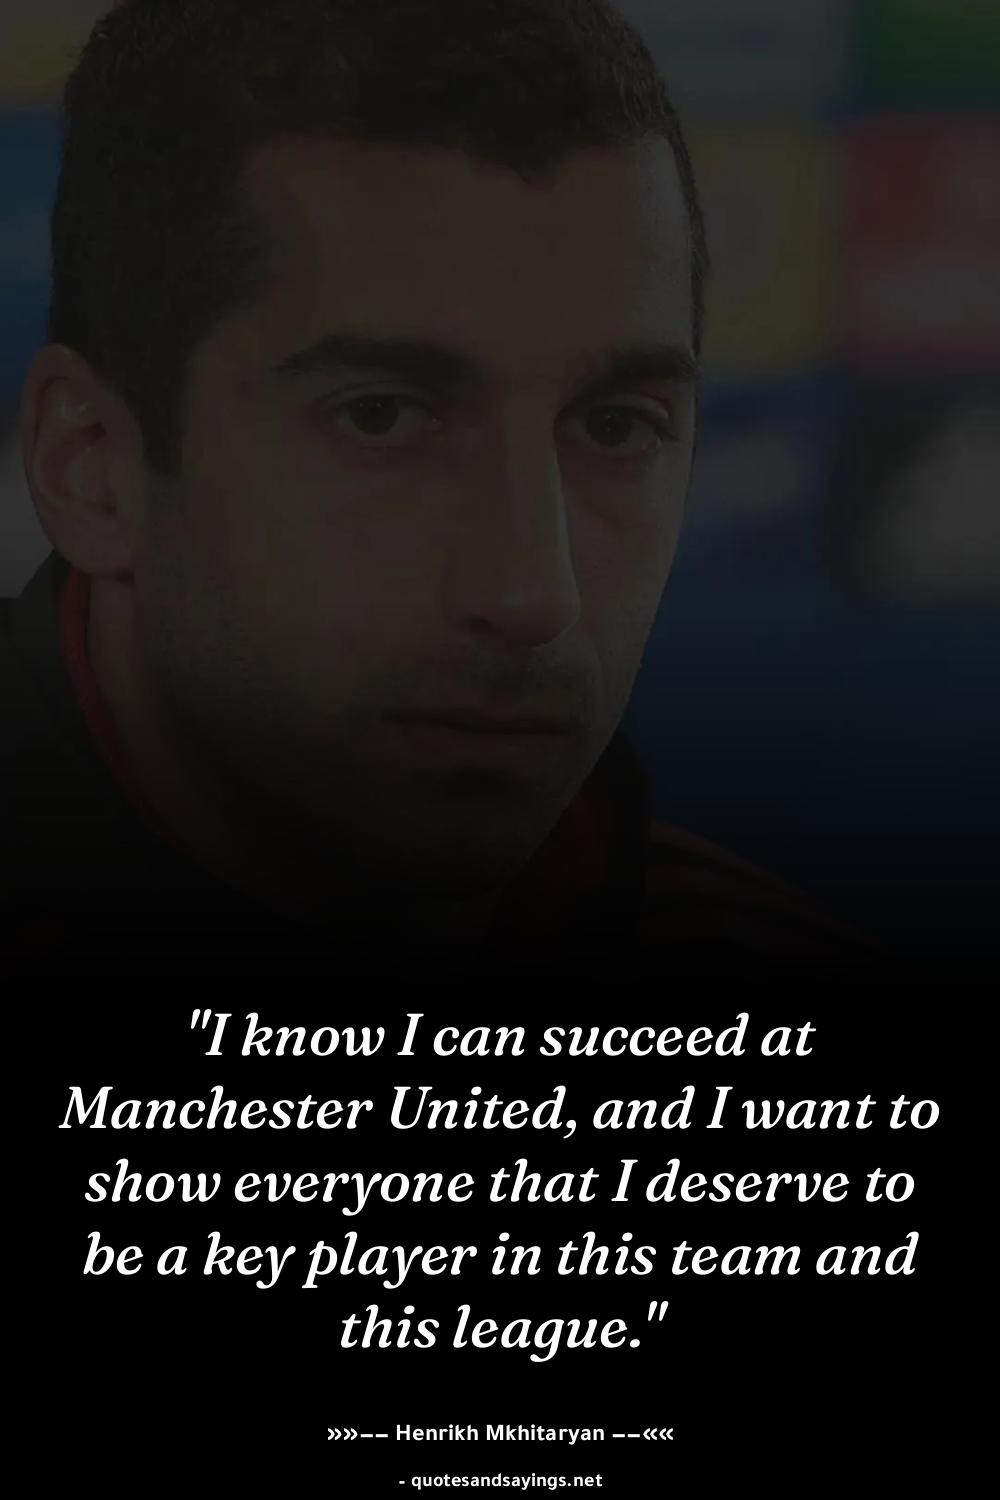 "I know I can succeed at
Manchester United, and I want to
show everyone that I deserve to
be a key player in this team and
this league."
»»−− Henrikh Mkhitaryan −−««
- quotesandsayings.net